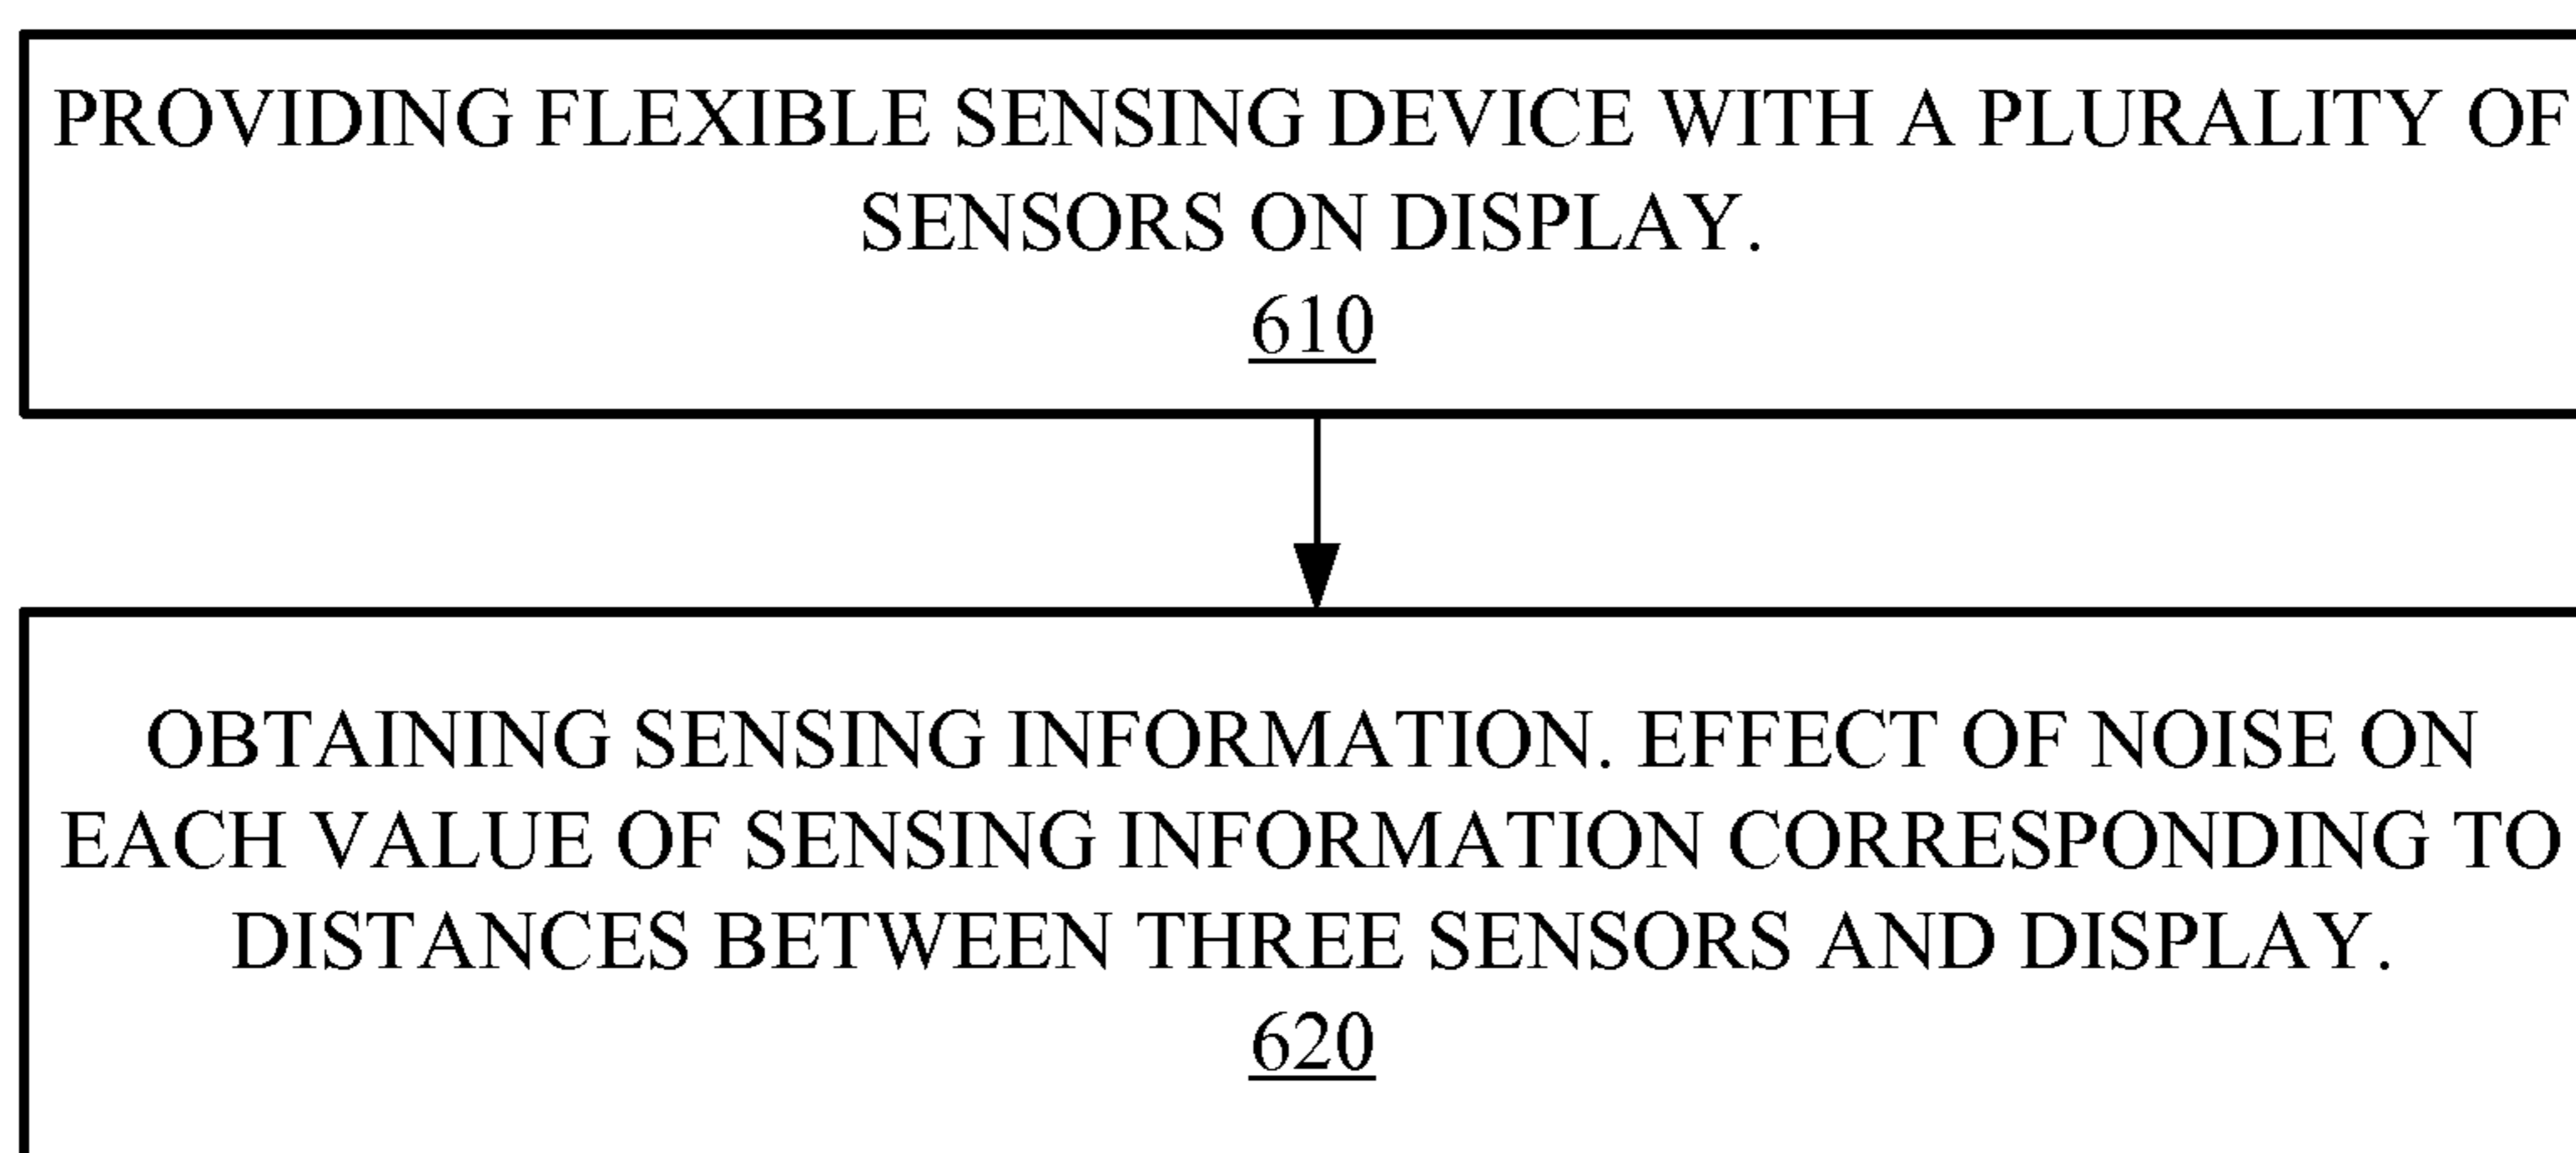 PROVIDING FLEXIBLE SENSING DEVICE WITH A PLURALITY OF
SENSORS ON DISPLAY.
610
OBTAINING SENSING INFORMATION. EFFECT OF NOISE ON
EACH VALUE OF SENSING INFORMATION CORRESPONDING TO
DISTANCES BETWEEN THREE SENSORS AND DISPLAY.
620